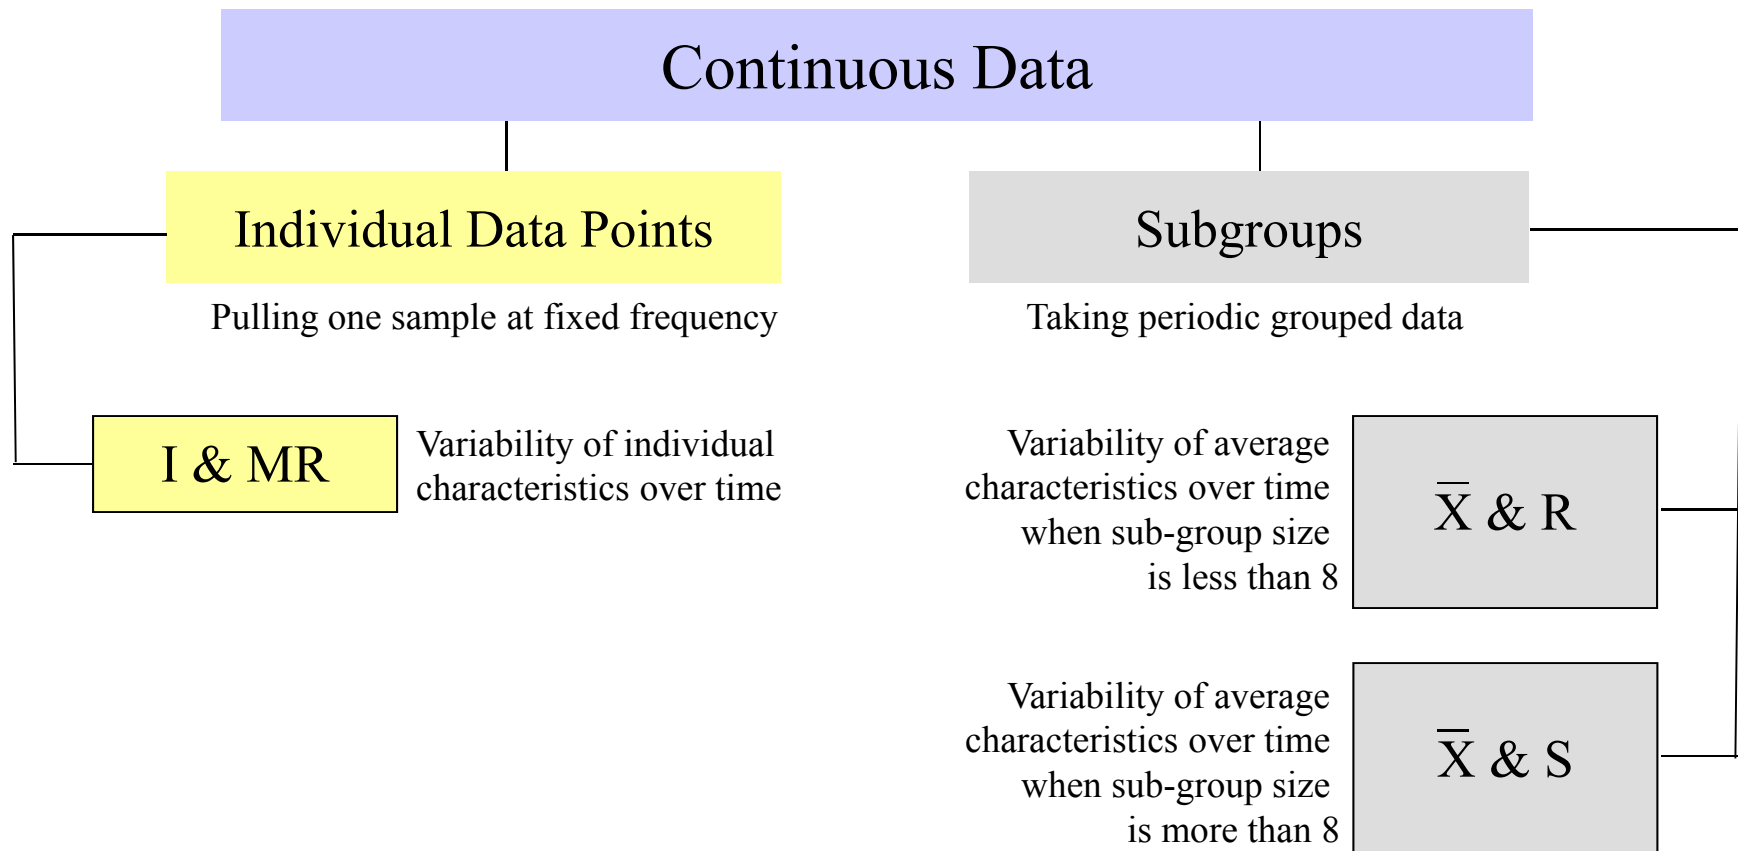 Continuous Data
Individual Data Points
Pulling one sample at fixed frequency
I & MR
Variability of individual
characteristics over time
Subgroups
Taking periodic grouped data
Variability of average
characteristics over time
when sub-group size
is less than 8
X̅ & R
Variability of average
characteristics over time
when sub-group size
is more than 8
X̅ & S